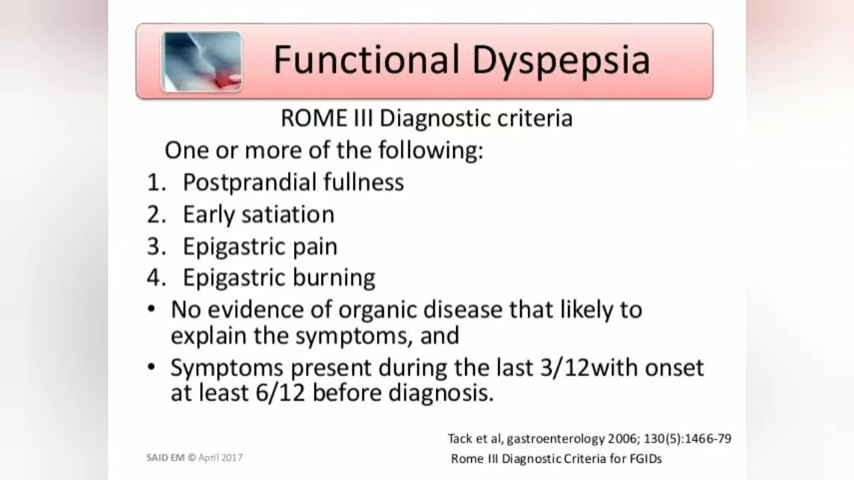 Functional Dyspepsia
ROME III Diagnostic criteria
One or more of the following:
1. Postprandial fullness
2. Early satiation
3. Epigastric pain
4. Epigastric burning
• No evidence of organic disease that likely to
explain the symptoms, and
• Symptoms present during the last 3/12with onset
at least 6/12 before diagnosis.
Tack et al, gastroenterology 2006; 130(5):1466-79
SAID EM © April 2017
Rome III Diagnostic Criteria for FGIDs